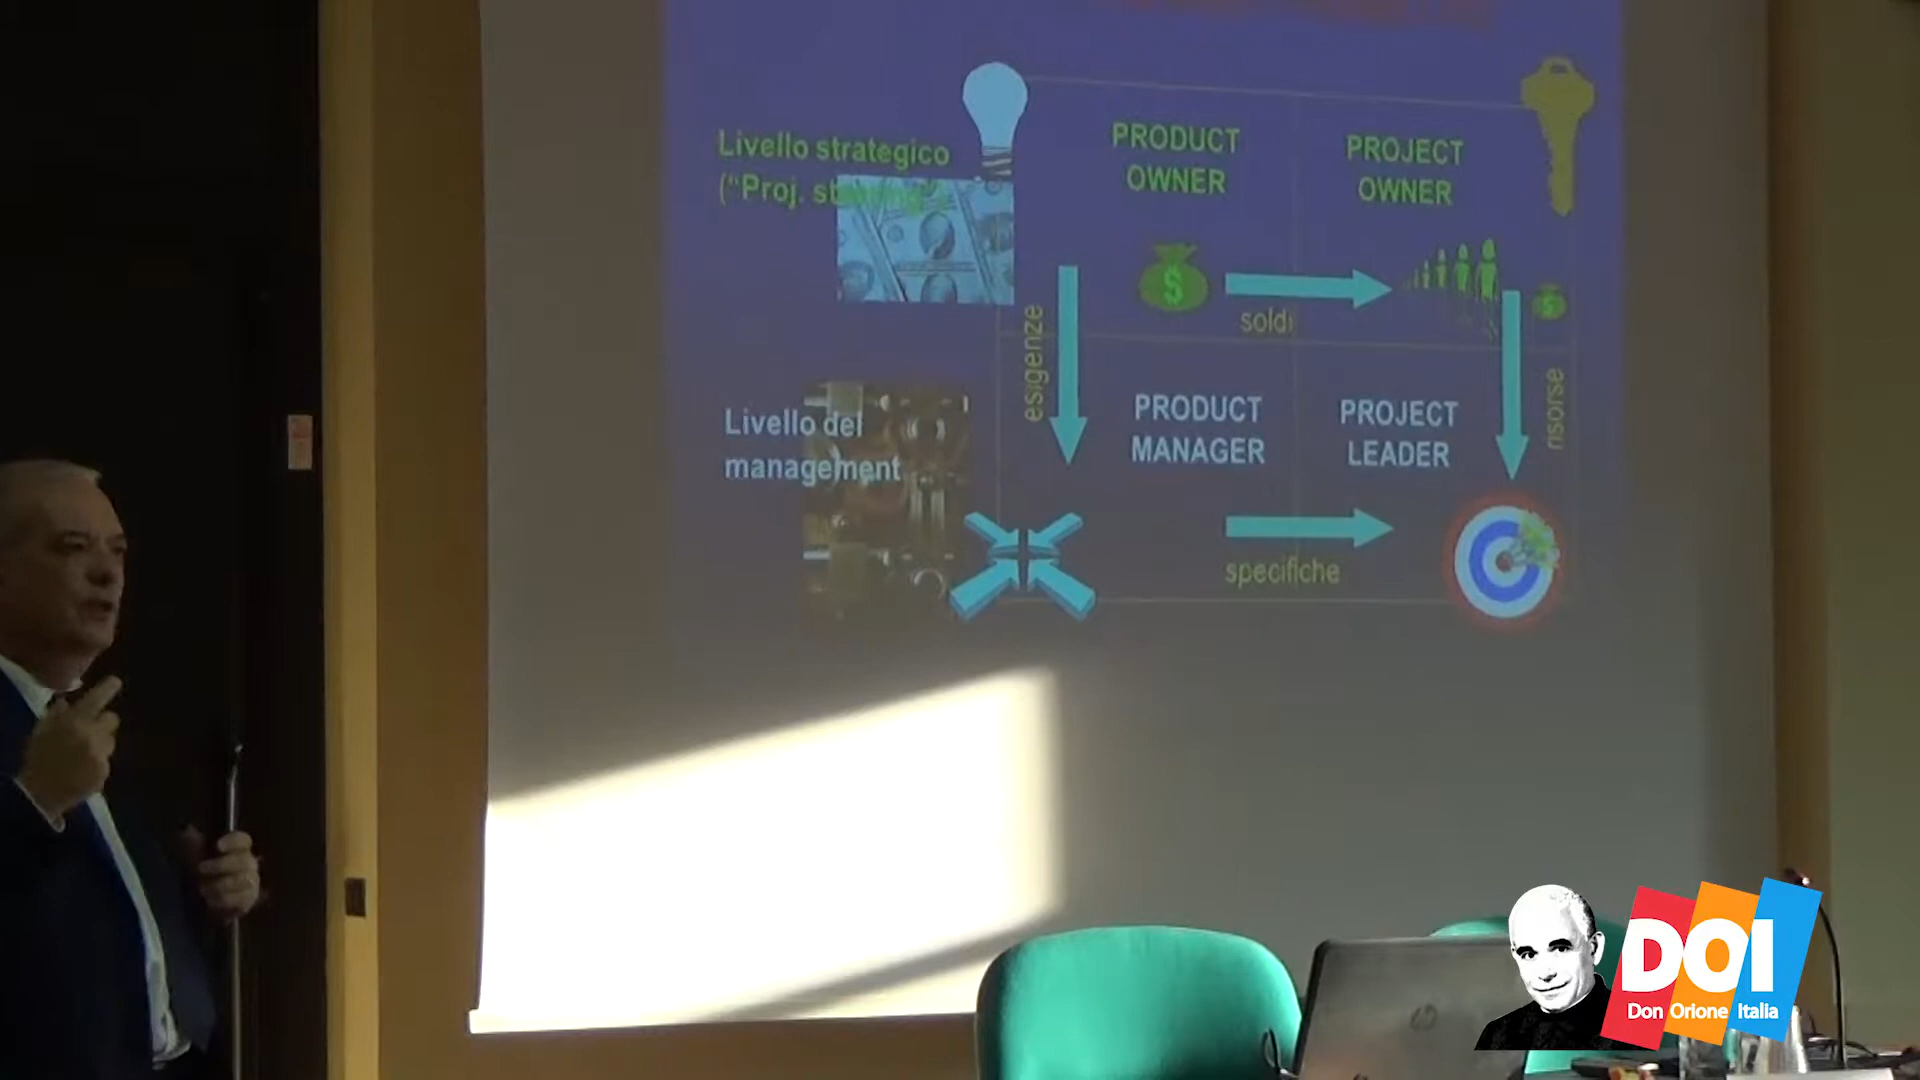 Livello strategico
("Proj.
PRODUCT
OWNER
PROJECT
OWNER
$
soldi
$
esigenze
risorse
Livello del
management
PRODUCT
MANAGER
PROJECT
LEADER
specifiche
hp
DOI
Don Orione Italia